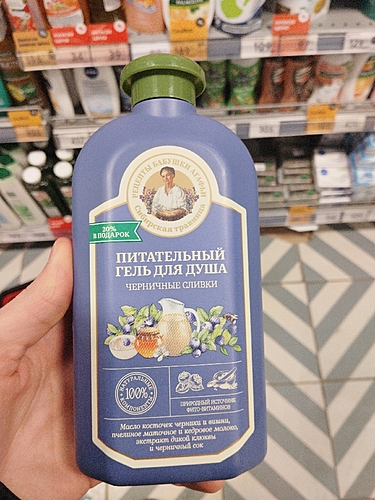 РЕЦЕПТЫ БАБУШКИ АГАФЬИ
Сибирская травница
20%
В ПОДАРОК
ПИТАТЕЛЬНЫЙ
ГЕЛЬ ДЛЯ ДУША
ЧЕРНИЧНЫЕ СЛИВКИ
НАТУРАЛЬНЫЕ
100%
КОМПОНЕНТЫ
ПРИРОДНЫЙ ИСТОЧНИК
ФИТО-ВИТАМИНОВ
Масло косточек черники и вишни,
пчелиное маточное и кедровое молоко,
экстракт дикой клюквы
и черничный сок